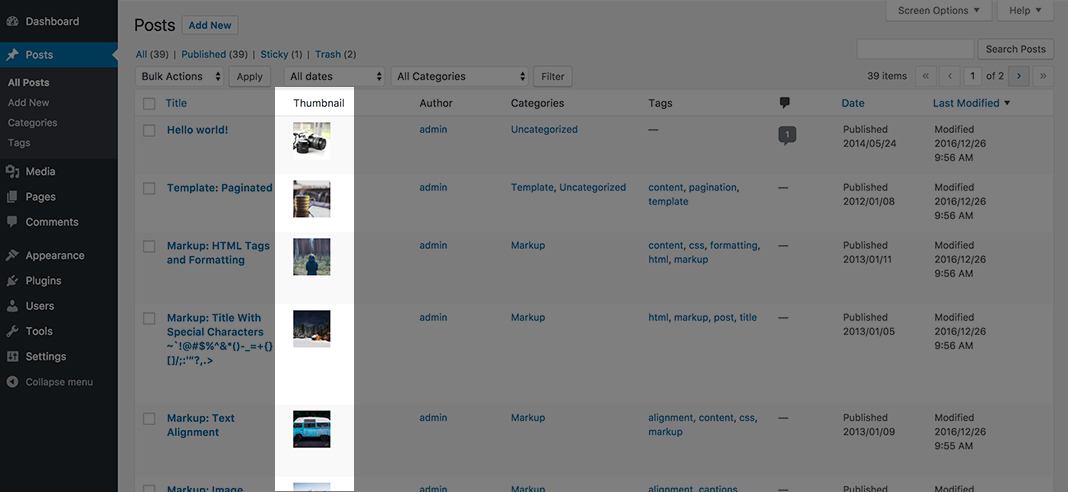 Dashboard
Posts
All Posts
Add New
Categories
Tags
Media
Pages
Comments
Appearance
Plugins
Users
Tools
Settings
Collapse menu
Screen Options ▼ Help ▼
Posts Add New
All (39) | Published (39) | Sticky (1) | Trash (2)
Search Posts
Bulk Actions Apply All dates All Categories Filter 39 items « ‹ 1 of 2 › »
Title Thumbnail Author Categories Tags Date Last Modified ▼
Hello world! admin Uncategorized — 1 Published Modified
2014/05/24 2016/12/26
9:56 AM
Template: Paginated admin Template, Uncategorized content, pagination, — Published Modified
template 2012/01/08 2016/12/26
9:56 AM
Markup: HTML Tags admin Markup content, css, formatting, — Published Modified
and Formatting html, markup 2013/01/11 2016/12/26
9:56 AM
Markup: Title With admin Markup html, markup, post, title — Published Modified
Special Characters 2013/01/05 2016/12/26
~`!@#$%^&*()-_=+{} 9:56 AM
[]/;:'"?,.>
Markup: Text admin Markup alignment, content, css, — Published Modified
Alignment markup 2013/01/09 2016/12/26
9:55 AM
Markup: Image admin Markup alignment, captions, — Published Modified